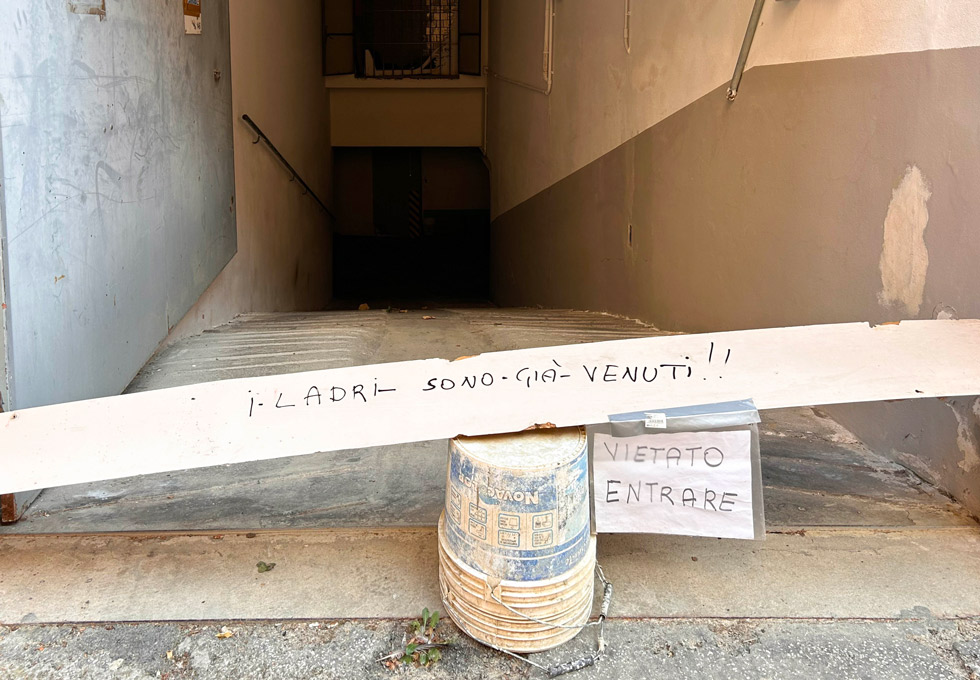 i-LADRI- SONO-GIÀ-VENUTi!!
VIETATO
ENTRARE